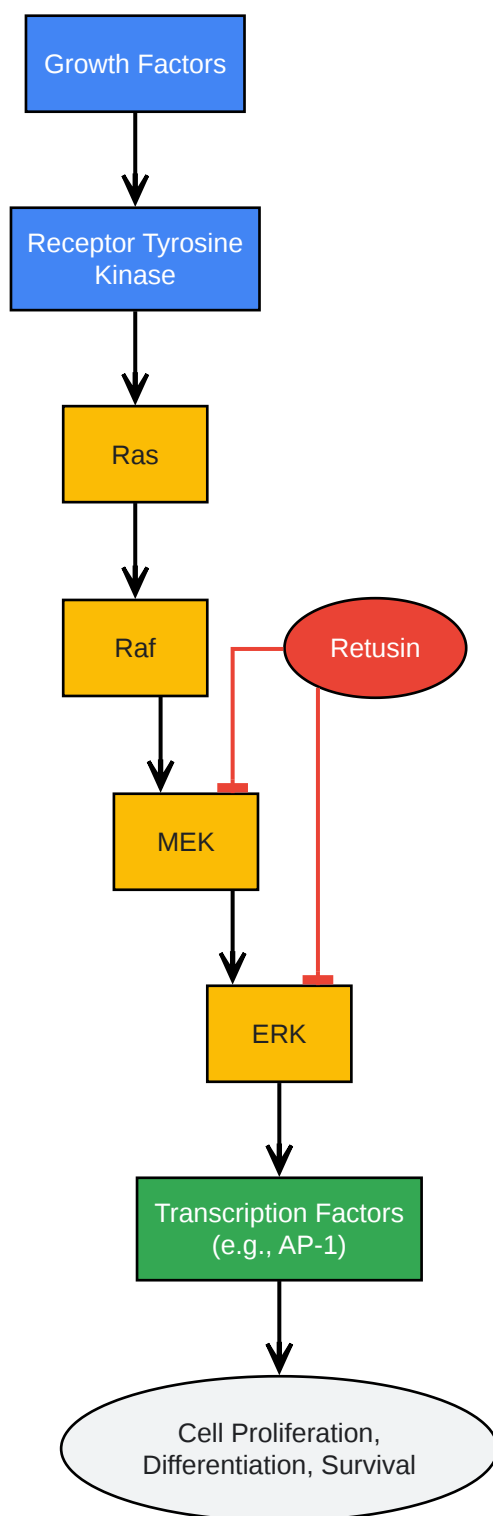 Growth Factors
Receptor Tyrosine
Kinase
Ras
Raf
Retusin
MEK
ERK
Transcription Factors
(e.g., AP-1)
Cell Proliferation,
Differentiation, Survival